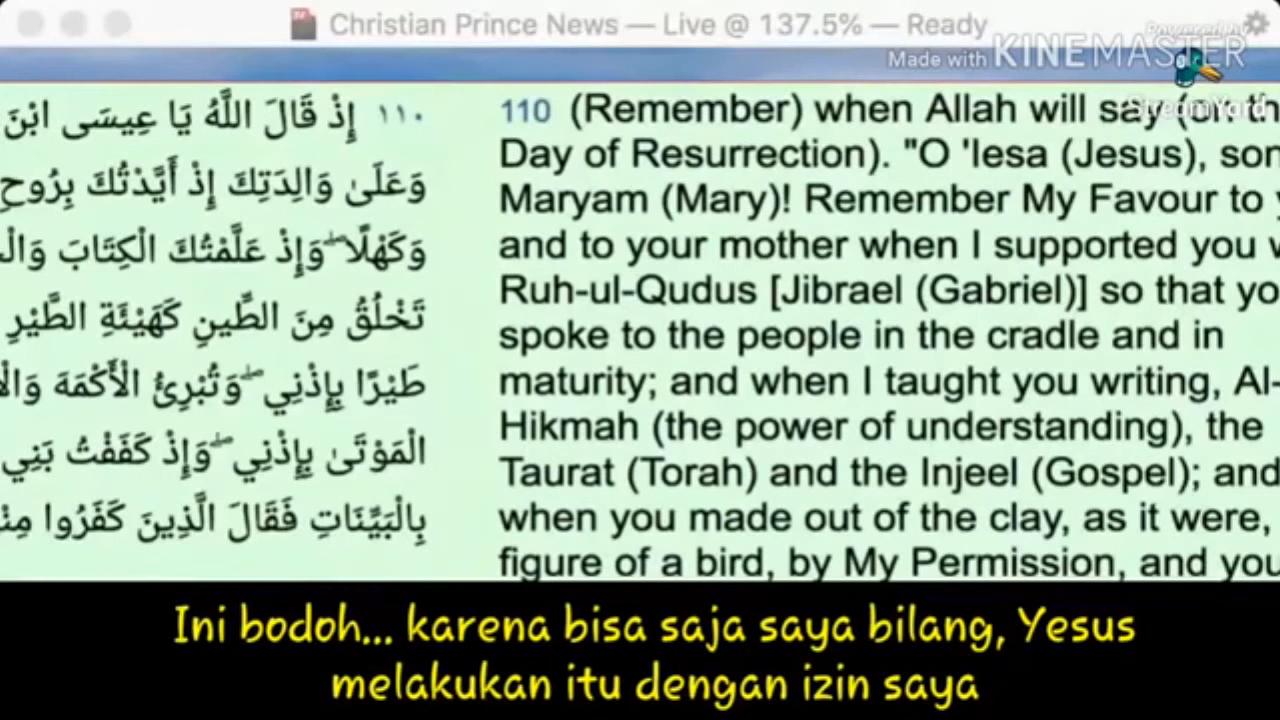 Christian Prince News — Live @ 137.5% — Ready
Powered by
Made with KINEMASTER
StreamYard
١١٠ إِذْ قَالَ اللَّهُ يَا عِيسَى ابْنَ
وَعَلَىٰ وَالِدَتِكَ إِذْ أَيَّدْتُكَ بِرُوحِ
وَكَهْلًا ۖ وَإِذْ عَلَّمْتُكَ الْكِتَابَ
تَخْلُقُ مِنَ الطِّينِ كَهَيْئَةِ الطَّيْرِ
طَيْرًا بِإِذْنِي ۖ وَتُبْرِئُ الْأَكْمَهَ
الْمَوْتَىٰ بِإِذْنِي ۖ وَإِذْ كَفَفْتُ بَنِي
بِالْبَيِّنَاتِ فَقَالَ الَّذِينَ كَفَرُوا
110 (Remember) when Allah will say (on th
Day of Resurrection). "O 'Iesa (Jesus), son
Maryam (Mary)! Remember My Favour to
and to your mother when I supported you
Ruh-ul-Qudus [Jibrael (Gabriel)] so that yo
spoke to the people in the cradle and in
maturity; and when I taught you writing, Al-
Hikmah (the power of understanding), the
Taurat (Torah) and the Injeel (Gospel); and
when you made out of the clay, as it were,
figure of a bird, by My Permission, and you
Ini bodoh... karena bisa saja saya bilang, Yesus
melakukan itu dengan izin saya